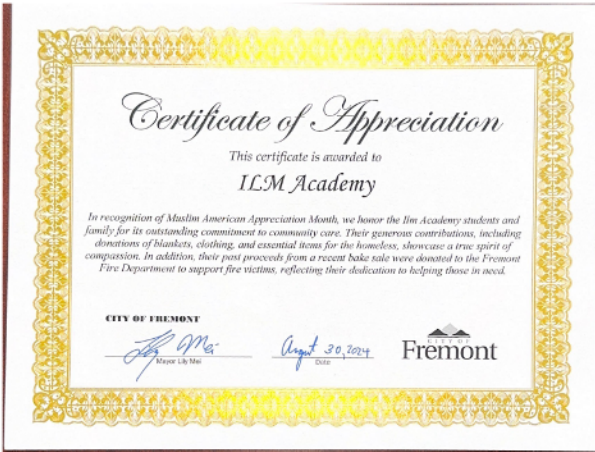 Certificate of Appreciation
This certificate is awarded to
ILM Academy
In recognition of Muslim American Appreciation Month, we honor the Ilm Academy students and
family for its outstanding commitment to community care. Their generous contributions, including
donations of blankets, clothing, and essential items for the homeless, showcase a true spirit of
compassion. In addition, their past proceeds from a recent bake sale were donated to the Fremont
Fire Department to support fire victims, reflecting their dedication to helping those in need.
CITY OF FREMONT
Lily Mei
Mayor Lily Mei
August 30, 2024
Date
CITY OF
Fremont